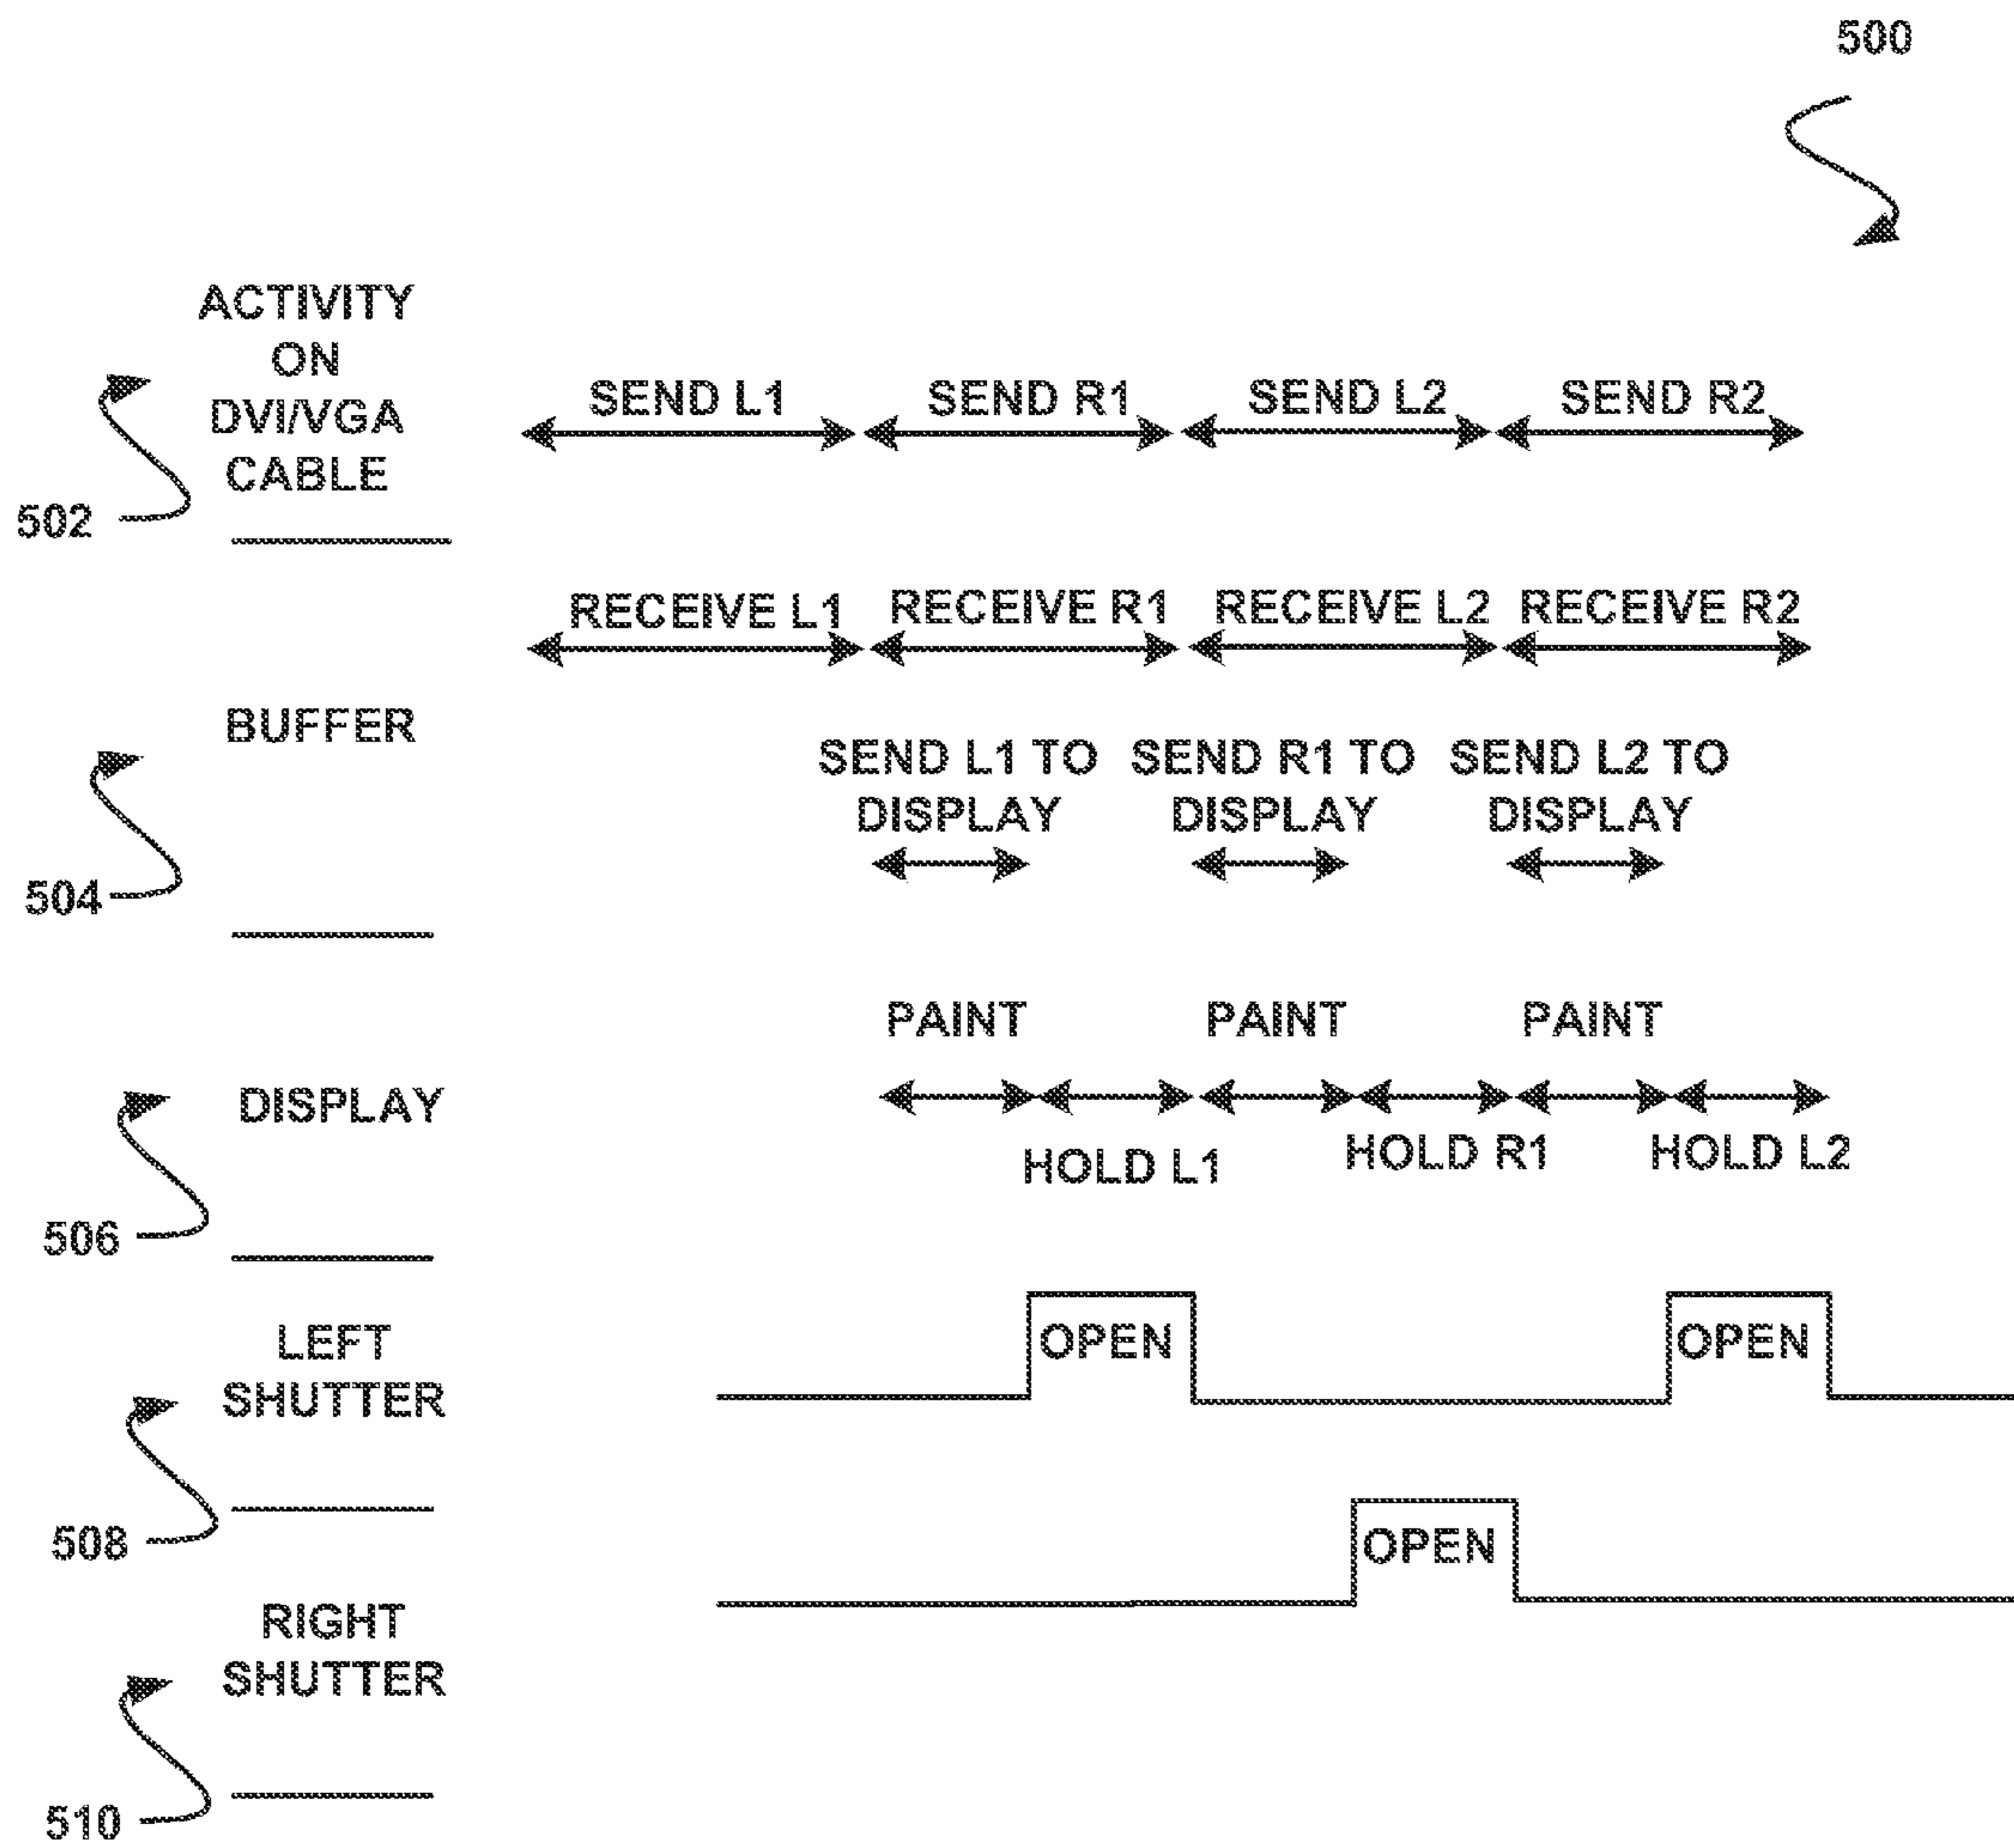 500
ACTIVITY
ON
DVI/VGA
CABLE
502
SEND L1 SEND R1 SEND L2 SEND R2
RECEIVE L1 RECEIVE R1 RECEIVE L2 RECEIVE R2
BUFFER
504
SEND L1 TO
DISPLAY
SEND R1 TO
DISPLAY
SEND L2 TO
DISPLAY
PAINT PAINT PAINT
DISPLAY
506
HOLD L1 HOLD R1 HOLD L2
LEFT
SHUTTER
508
OPEN OPEN
OPEN
RIGHT
SHUTTER
510